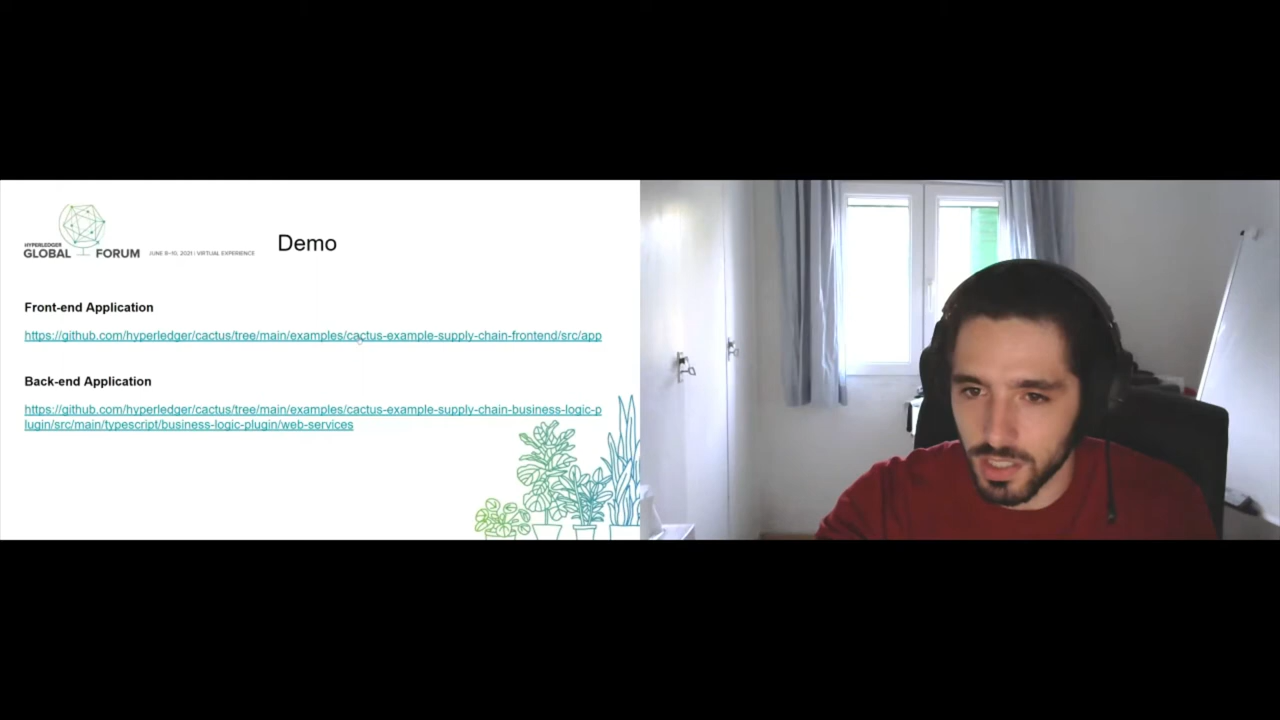 HYPERLEDGER
GLOBAL FORUM JUNE 8–10, 2021 | VIRTUAL EXPERIENCE
Demo
Front-end Application
https://github.com/hyperledger/cactus/tree/main/examples/cactus-example-supply-chain-frontend/src/app
Back-end Application
https://github.com/hyperledger/cactus/tree/main/examples/cactus-example-supply-chain-business-logic-p
lugin/src/main/typescript/business-logic-plugin/web-services